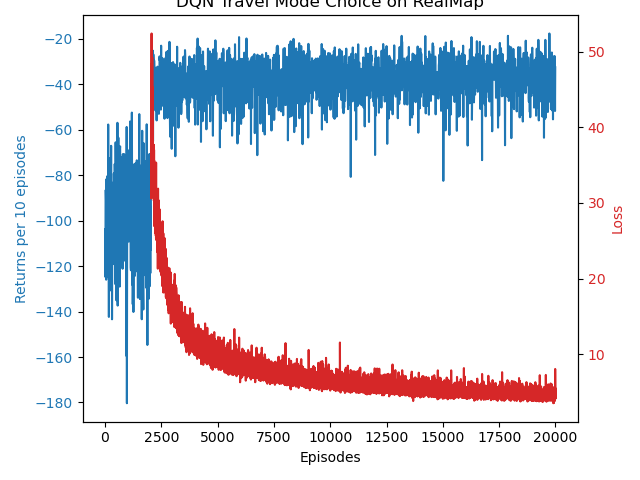 DQN Travel Mode Choice on RealMap
Returns per 10 episodes
−20
−40
−60
−80
−100
−120
−140
−160
−180
50
40
30
20
10
Loss
0 2500 5000 7500 10000 12500 15000 17500 20000
Episodes